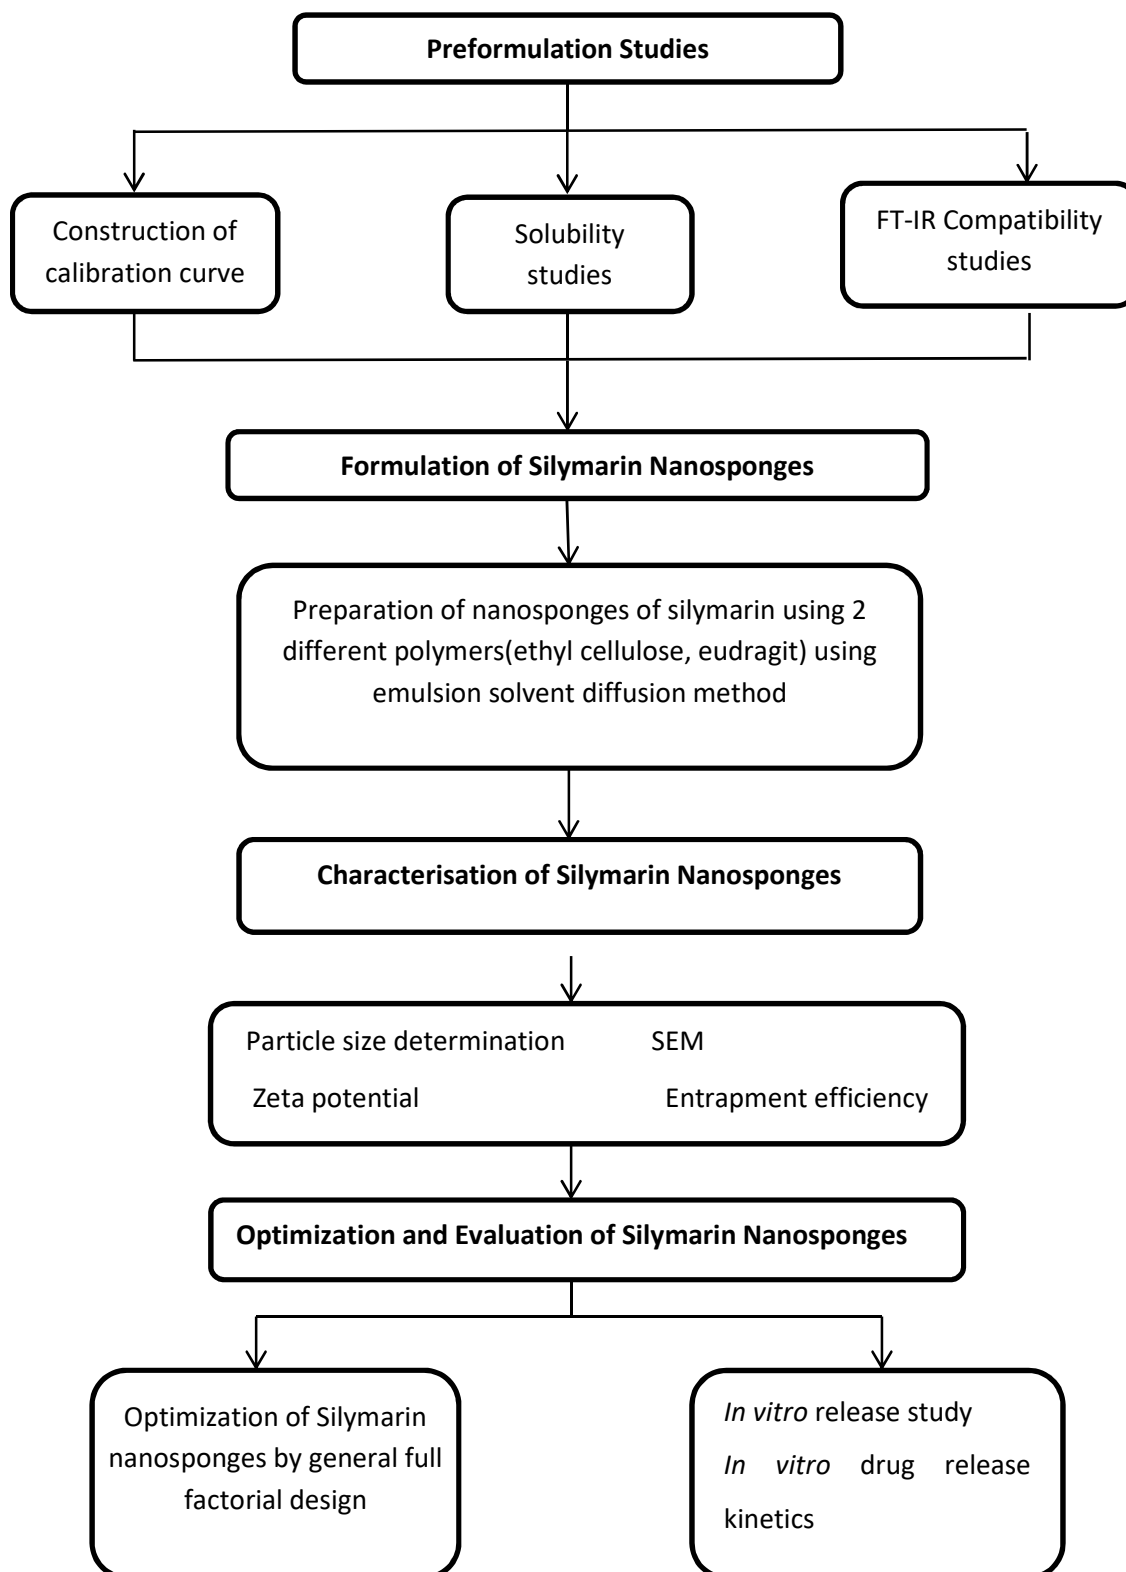 Preformulation Studies
Construction of
calibration curve
Solubility
studies
FT-IR Compatibility
studies
Formulation of Silymarin Nanosponges
Preparation of nanosponges of silymarin using 2
different polymers(ethyl cellulose, eudragit) using
emulsion solvent diffusion method
Characterisation of Silymarin Nanosponges
Particle size determination SEM
Zeta potential Entrapment efficiency
Optimization and Evaluation of Silymarin Nanosponges
Optimization of Silymarin
nanosponges by general full
factorial design
In vitro release study
In vitro drug release
kinetics